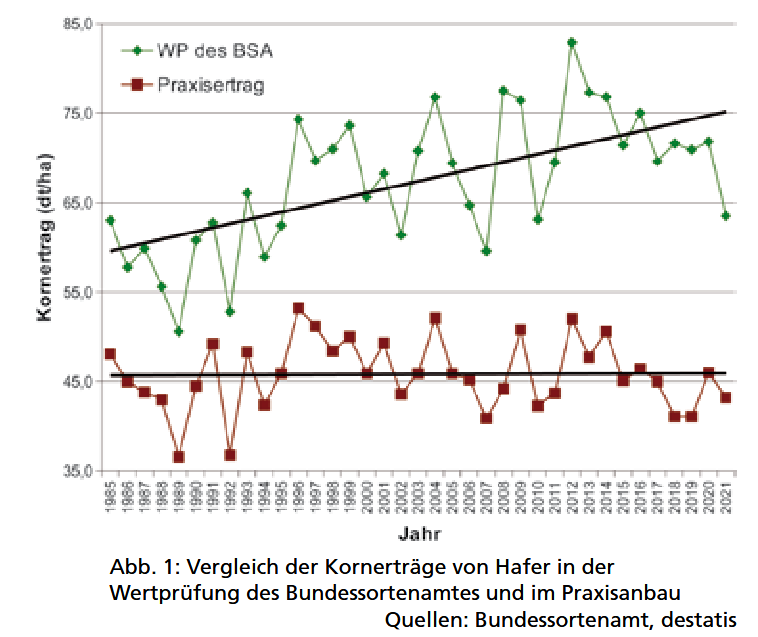 85,0
WP des BSA
Praxisertrag
75,0
65,0
55,0
45,0
35,0
Kornertrag (dt/ha)
1985 1986 1987 1988 1989 1990 1991 1992 1993 1994 1995 1996 1997 1998 1999 2000 2001 2002 2003 2004 2005 2006 2007 2008 2009 2010 2011 2012 2013 2014 2015 2016 2017 2018 2019 2020 2021
Jahr
Abb. 1: Vergleich der Kornerträge von Hafer in der
Wertprüfung des Bundessortenamtes und im Praxisanbau
Quellen: Bundessortenamt, destatis